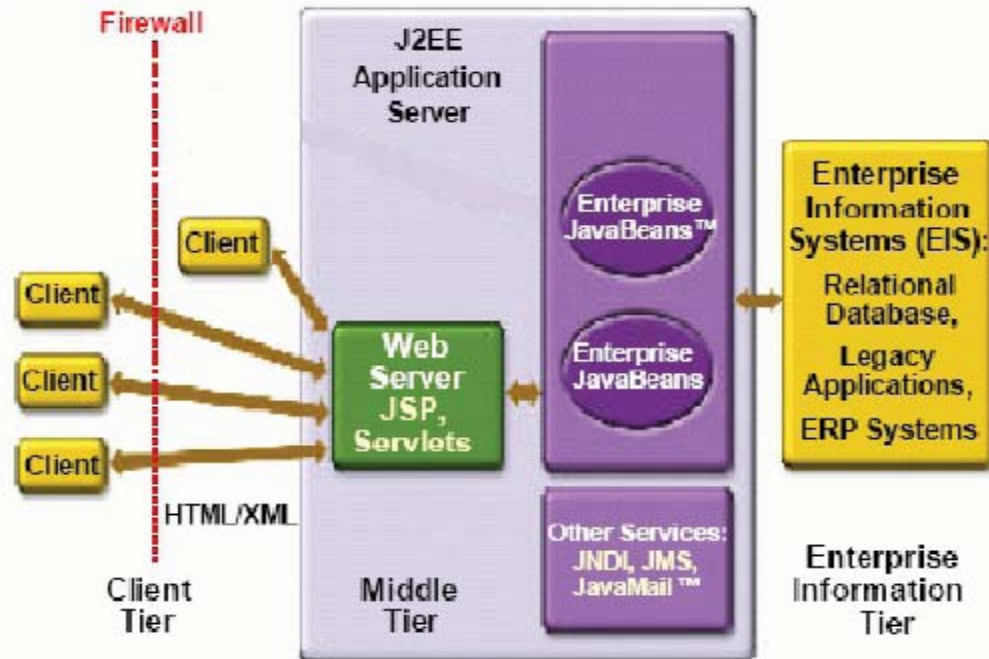 Firewall
J2EE
Application
Server
Client
Client
Client
Client
HTML/XML
Web
Server
JSP,
Servlets
Enterprise
JavaBeans™
Enterprise
JavaBeans
Other Services:
JNDI, JMS,
JavaMail ™
Enterprise
Information
Systems (EIS):
Relational
Database,
Legacy
Applications,
ERP Systems
Client
Tier
Middle
Tier
Enterprise
Information
Tier